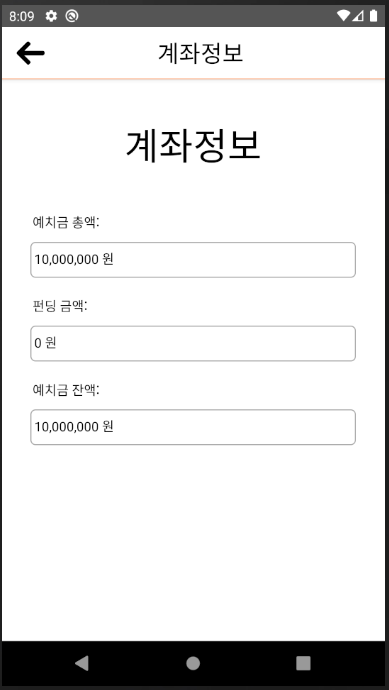 8:09
계좌정보
계좌정보
예치금 총액:
10,000,000 원
펀딩 금액:
0 원
예치금 잔액:
10,000,000 원